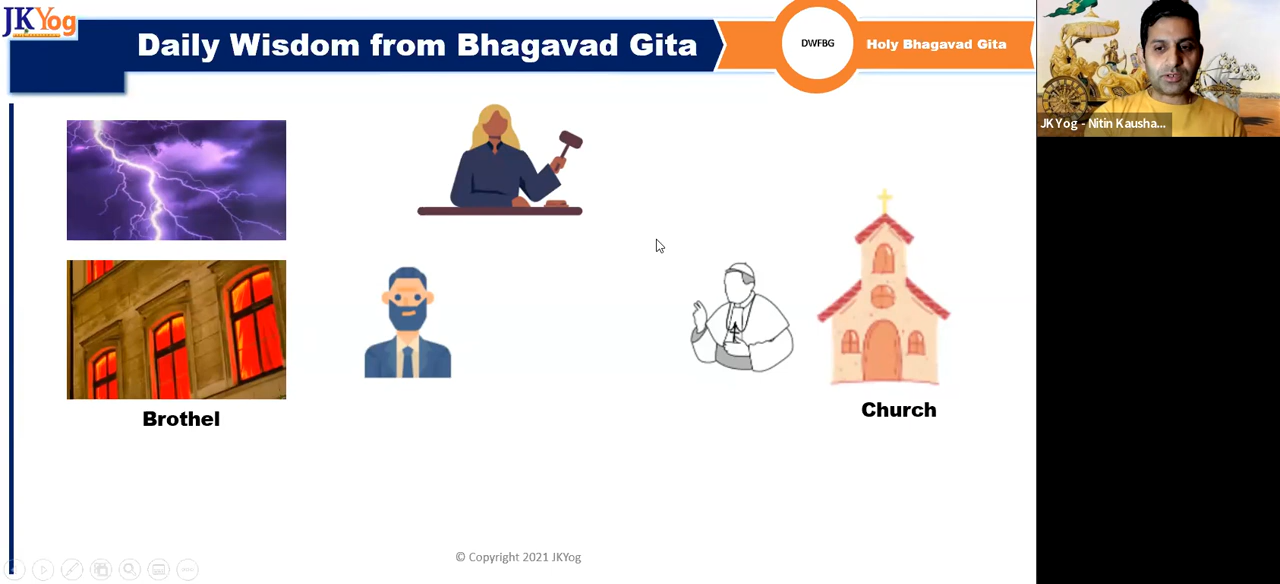 JKYog
Daily Wisdom from Bhagavad Gita
DWFBG
Holy Bhagavad Gita
JKYog - Nitin Kausha...
Brothel
Church
© Copyright 2021 JKYog